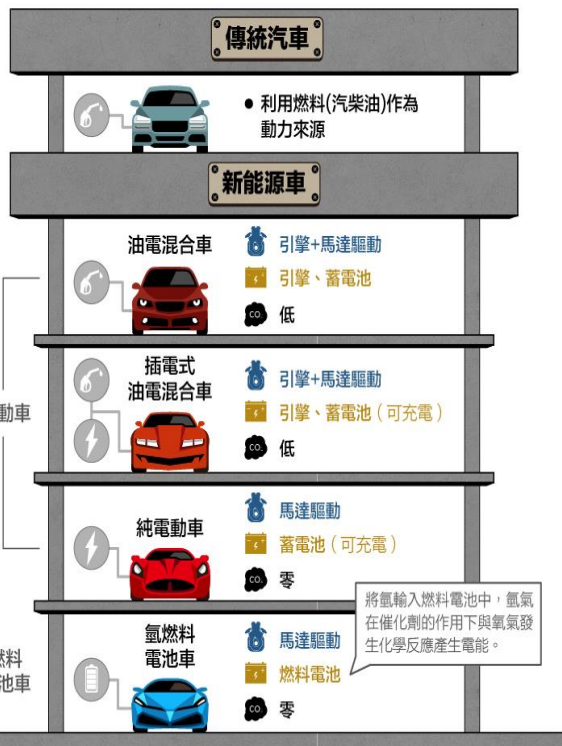 傳統汽車
• 利用燃料(汽柴油)作為
動力來源
新能源車
油電混合車
引擎+馬達驅動
引擎、蓄電池
CO₂ 低
插電式
油電混合車
引擎+馬達驅動
引擎、蓄電池(可充電)
CO₂ 低
動車
純電動車
馬達驅動
蓄電池(可充電)
CO₂ 零
將氫輸入燃料電池中,氫氣
在催化劑的作用下與氧氣發
生化學反應產生電能。
氫燃料
電池車
馬達驅動
燃料電池
CO₂ 零
燃料
池車